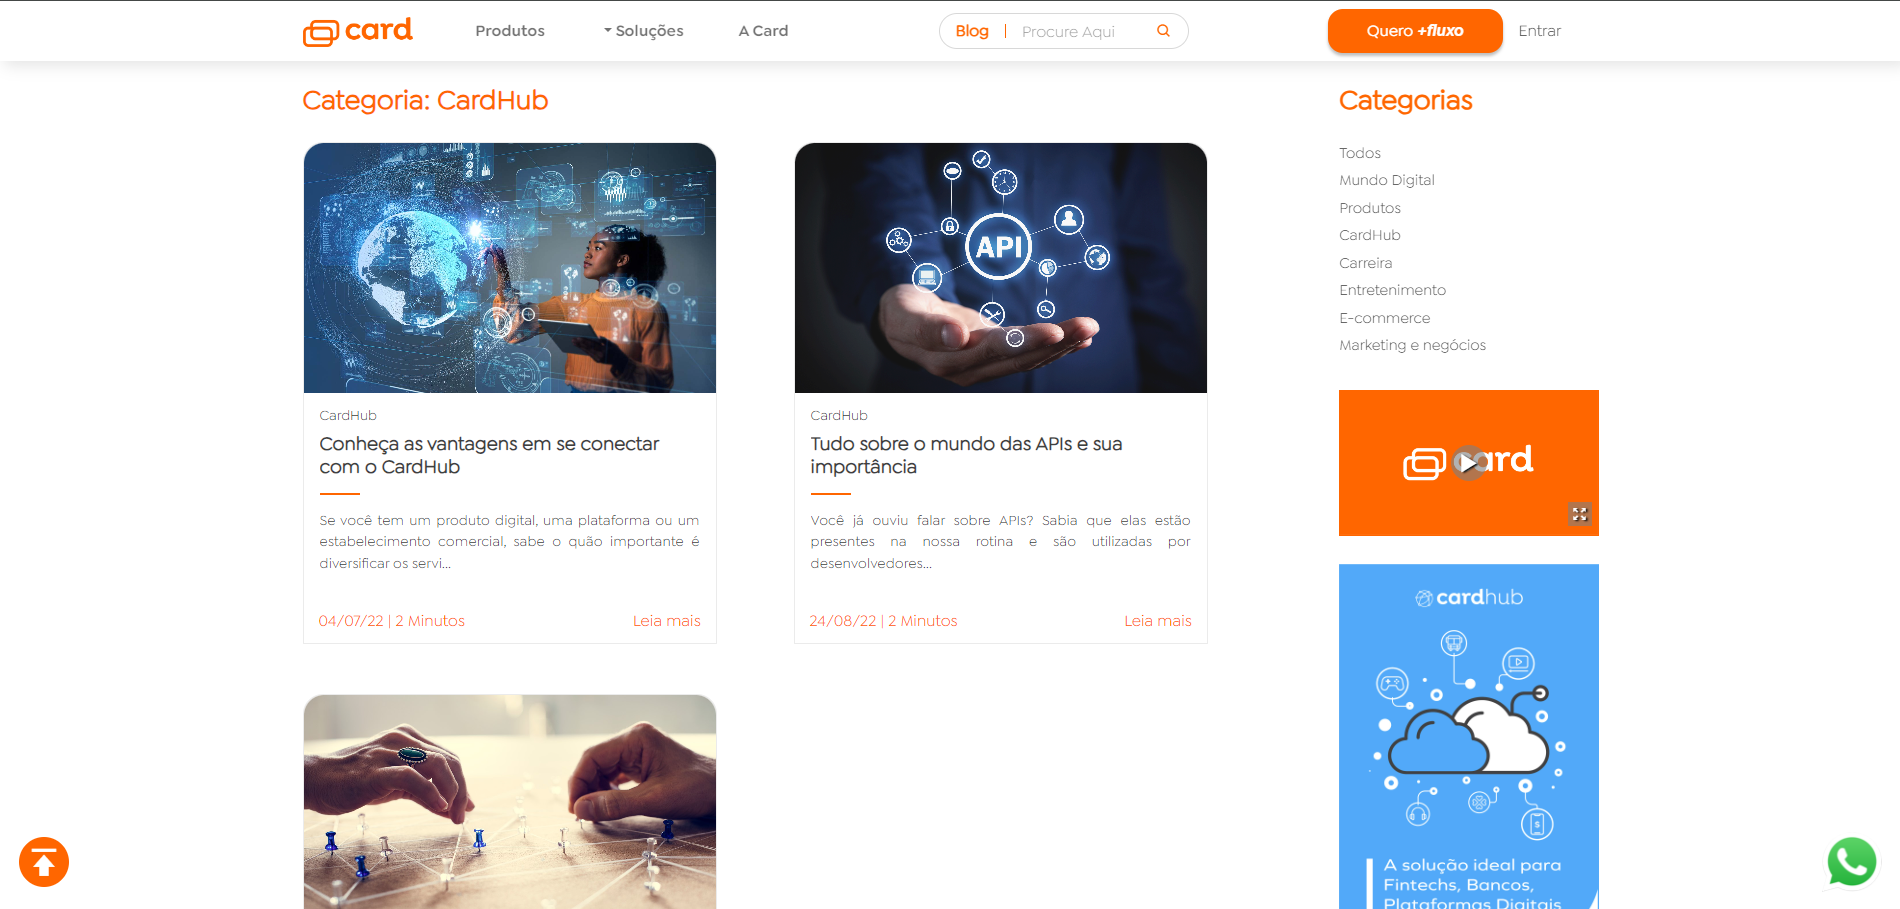 card
Produtos
Soluções
A Card
Blog | Procure Aqui
Quero +fluxo
Entrar
Categoria: CardHub
API
CardHub
Conheça as vantagens em se conectar
com o CardHub
Se você tem um produto digital, uma plataforma ou um
estabelecimento comercial, sabe o quão importante é
diversificar os servi...
04/07/22 | 2 Minutos
Leia mais
CardHub
Tudo sobre o mundo das APIs e sua
importância
Você já ouviu falar sobre APIs? Sabia que elas estão
presentes na nossa rotina e são utilizadas por
desenvolvedores...
24/08/22 | 2 Minutos
Leia mais
Categorias
Todos
Mundo Digital
Produtos
CardHub
Carreira
Entretenimento
E-commerce
Marketing e negócios
card
cardhub
A solução ideal para
Fintechs, Bancos,
Plataformas Digitais